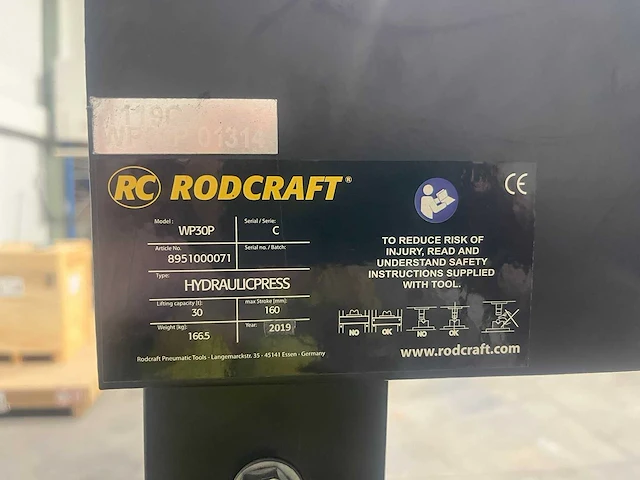 01314
RC RODCRAFT®
CE
Model: WP30P
Serial / Serie: C
Article No. 8951000071
Serial no. / Batch:
Type: HYDRAULICPRESS
Lifting capacity [t]: 30
max Stroke [mm]: 160
Weight [kg]: 166.5
Year: 2019
Rodcraft Pneumatic Tools - Langemarckstr. 35 - 45141 Essen - Germany
TO REDUCE RISK OF
INJURY, READ AND
UNDERSTAND SAFETY
INSTRUCTIONS SUPPLIED
WITH TOOL.
NO OK NO OK
www.rodcraft.com